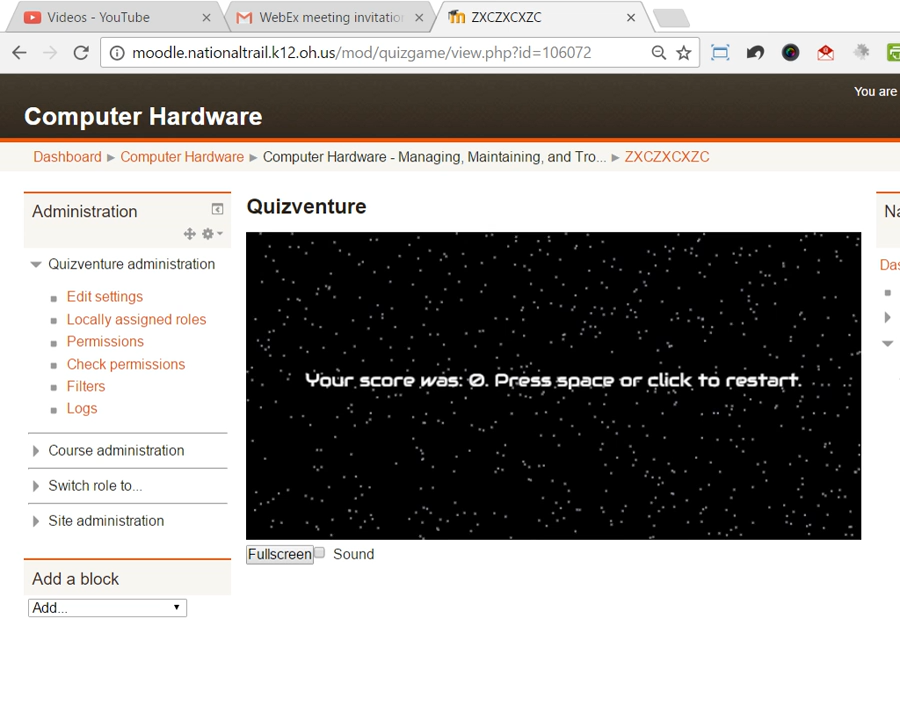 Videos - YouTube
WebEx meeting invitation
ZXCZXCXZC
moodle.nationaltrail.k12.oh.us/mod/quizgame/view.php?id=106072
You are
Computer Hardware
Dashboard ► Computer Hardware ► Computer Hardware - Managing, Maintaining, and Tro... ► ZXCZXCXZC
Administration
Quizventure administration
Edit settings
Locally assigned roles
Permissions
Check permissions
Filters
Logs
Course administration
Switch role to...
Site administration
Add a block
Add...
Quizventure
Your score was: 0. Press space or click to restart.
Fullscreen Sound
Na
Das